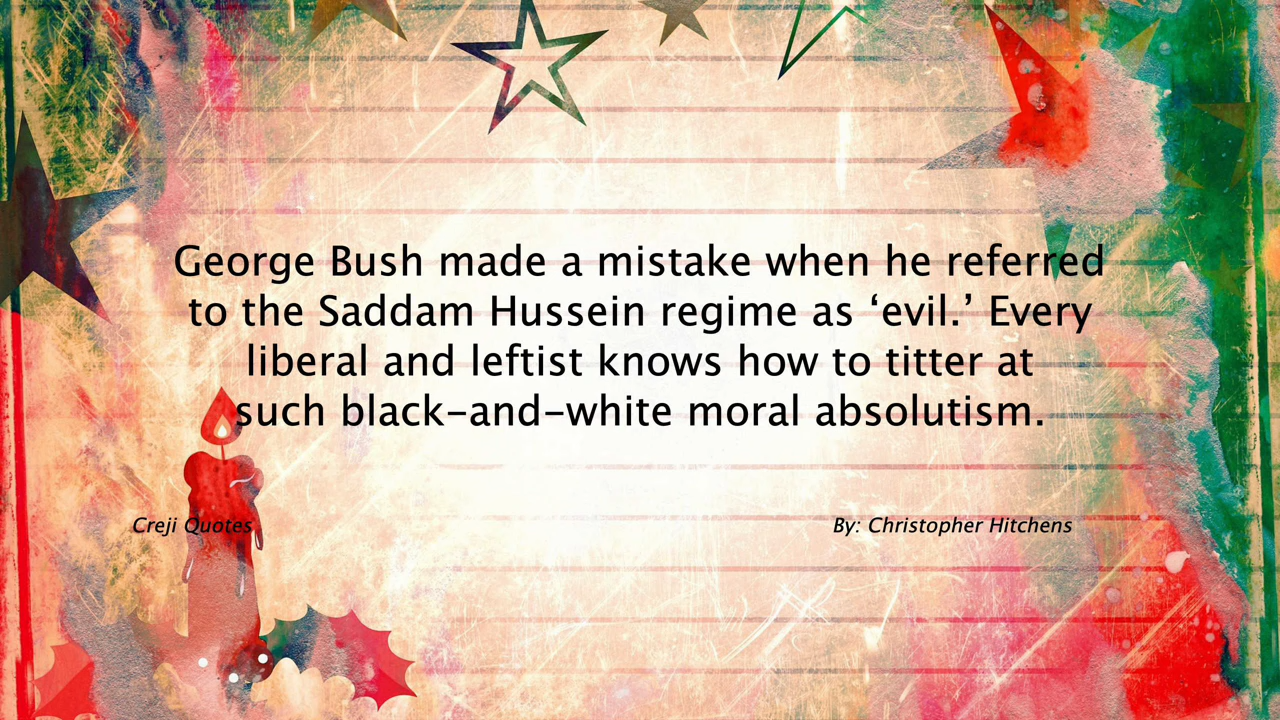 George Bush made a mistake when he referred
to the Saddam Hussein regime as ‘evil.’ Every
liberal and leftist knows how to titter at
such black-and-white moral absolutism.
Creji Quotes
By: Christopher Hitchens